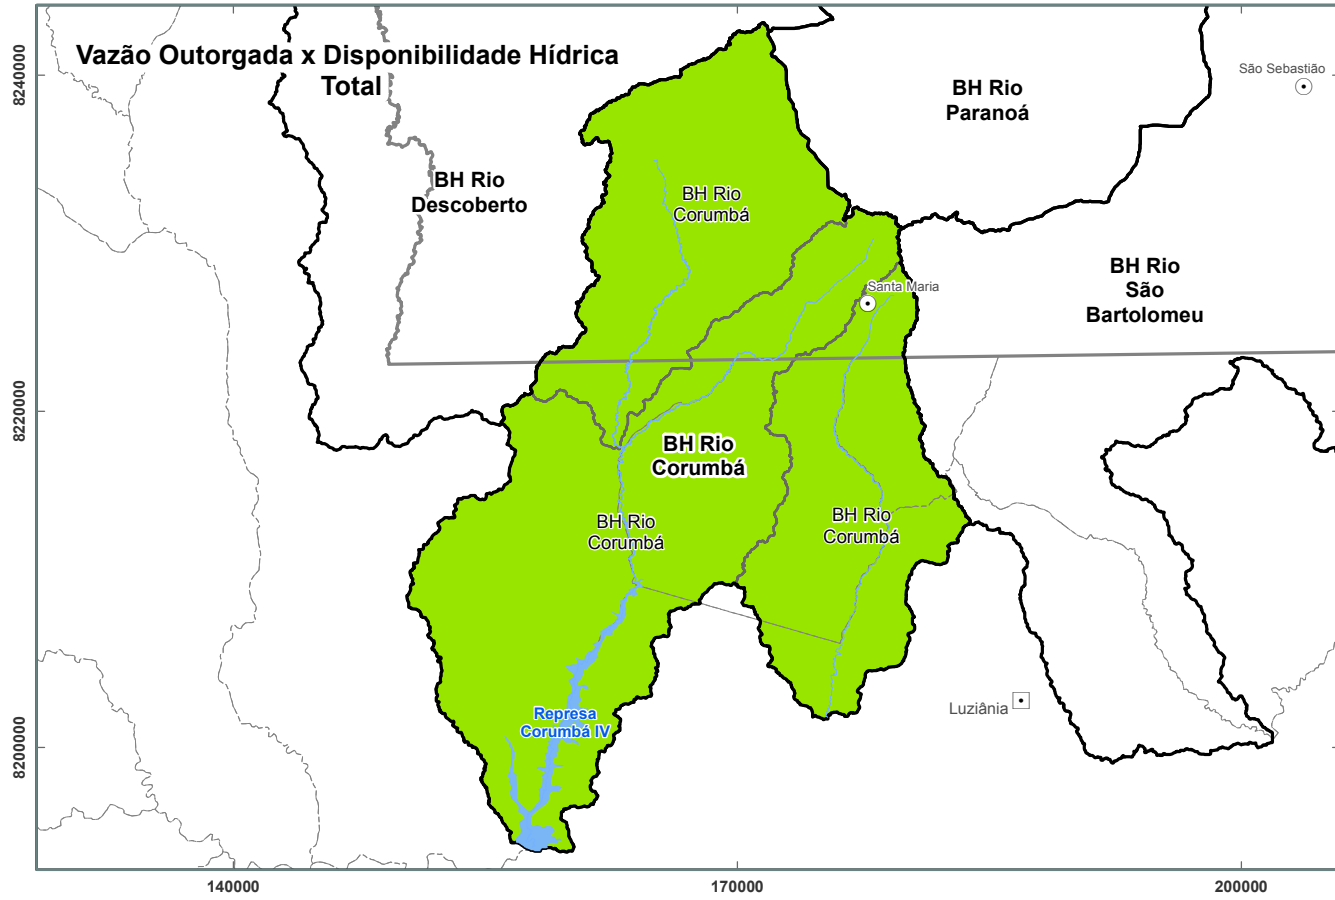 Vazão Outorgada x Disponibilidade Hídrica
Total
São Sebastião
BH Rio
Paranoá
BH Rio
Descoberto
BH Rio
Corumbá
BH Rio
São
Bartolomeu
Santa Maria
BH Rio
Corumbá
BH Rio
Corumbá
BH Rio
Corumbá
Luziânia
Represa
Corumbá IV
8240000
8220000
8200000
140000
170000
200000